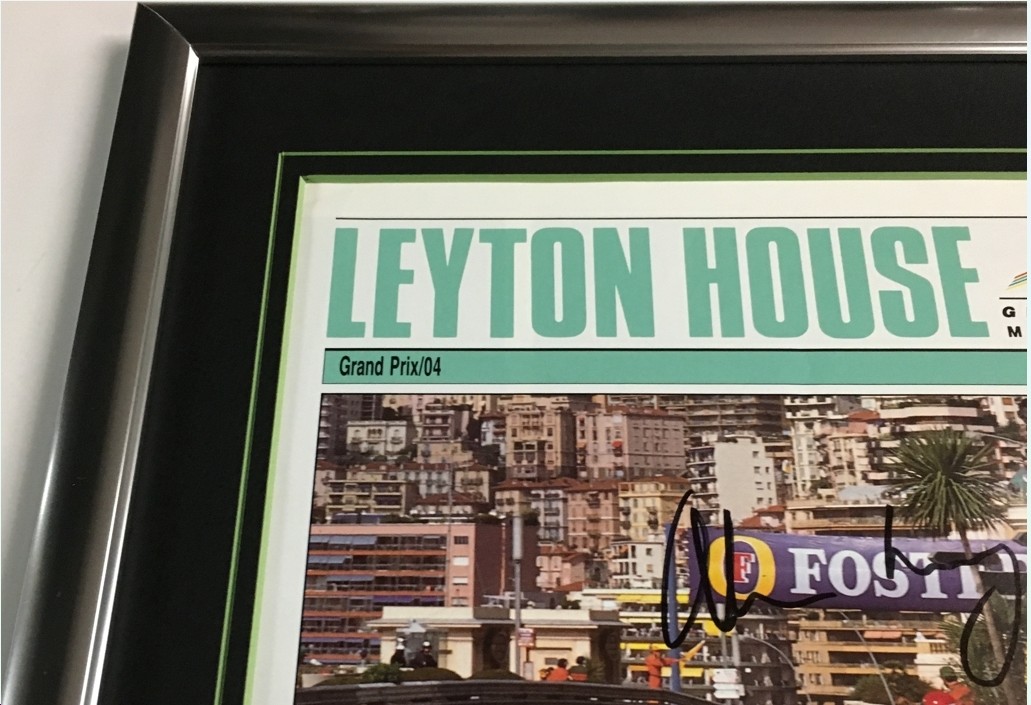 LEYTON HOUSE
G
M
Grand Prix/04
F FOST